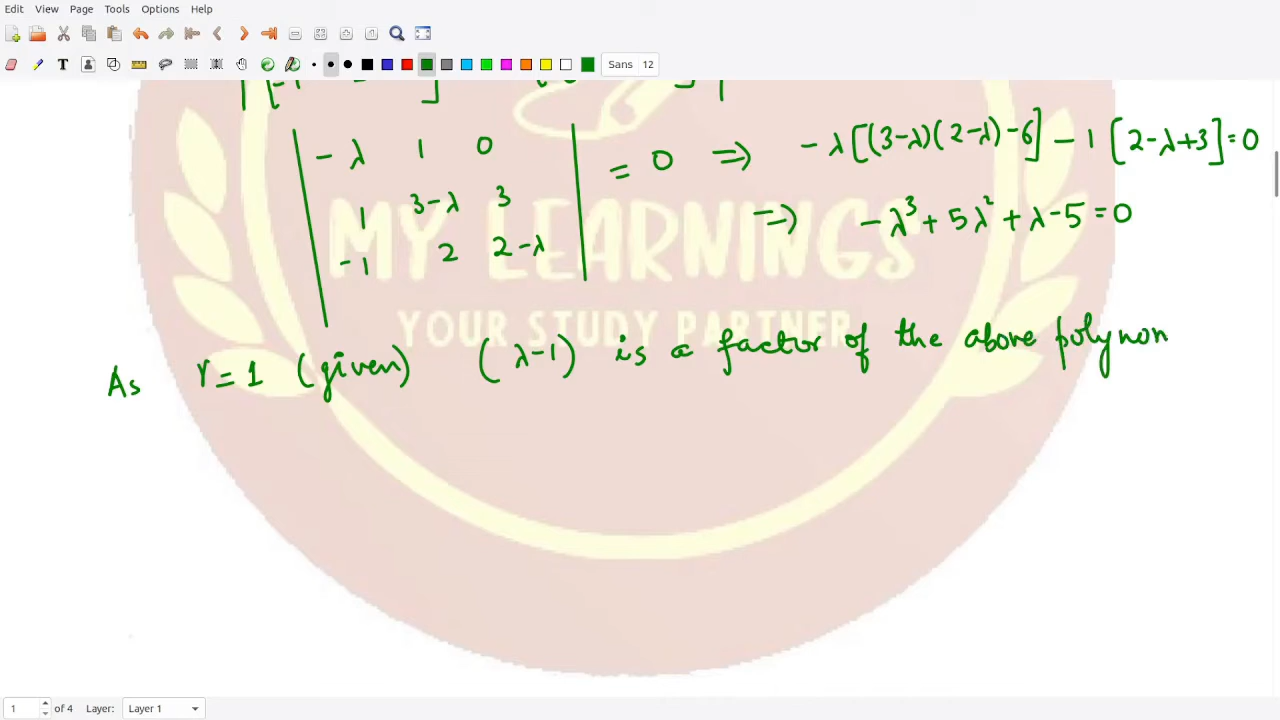 Edit View Page Tools Options Help
Sans 12
-λ 1 0
1 3-λ 3
-1 2 2-λ
= 0 => -λ[(3-λ)(2-λ)-6] - 1 [2-λ+3] = 0
=> -λ³ + 5λ² + λ - 5 = 0
MY LEARNINGS
YOUR STUDY PARTNER
As r = 1 (given) (λ-1) is a factor of the above polynom
1 of 4 Layer: Layer 1